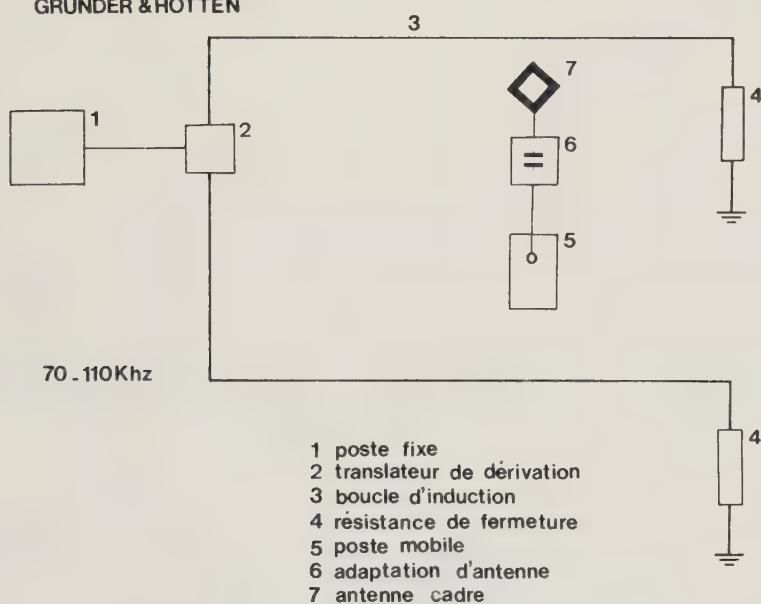 GRUNDER & HOTTEN
3
7
4
1
2
6
5
70-110Khz
4
1 poste fixe
2 translateur de dérivation
3 boucle d'induction
4 résistance de fermeture
5 poste mobile
6 adaptation d'antenne
7 antenne cadre